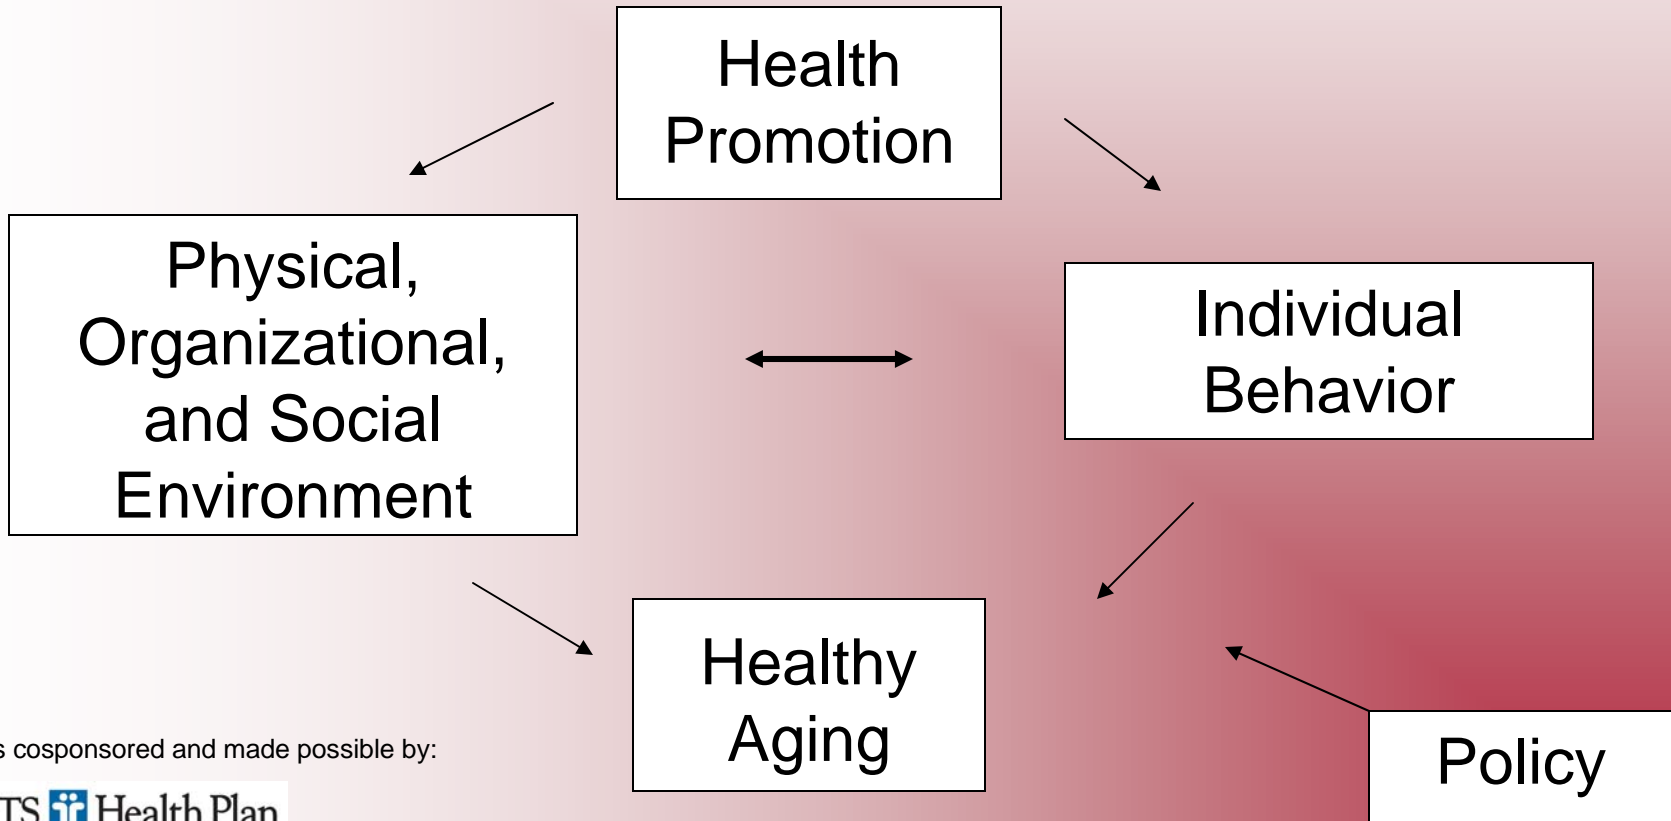 Health
Promotion
Physical,
Organizational,
and Social
Environment
Individual
Behavior
Healthy
Aging
cosponsored and made possible by:
Health Plan
Policy